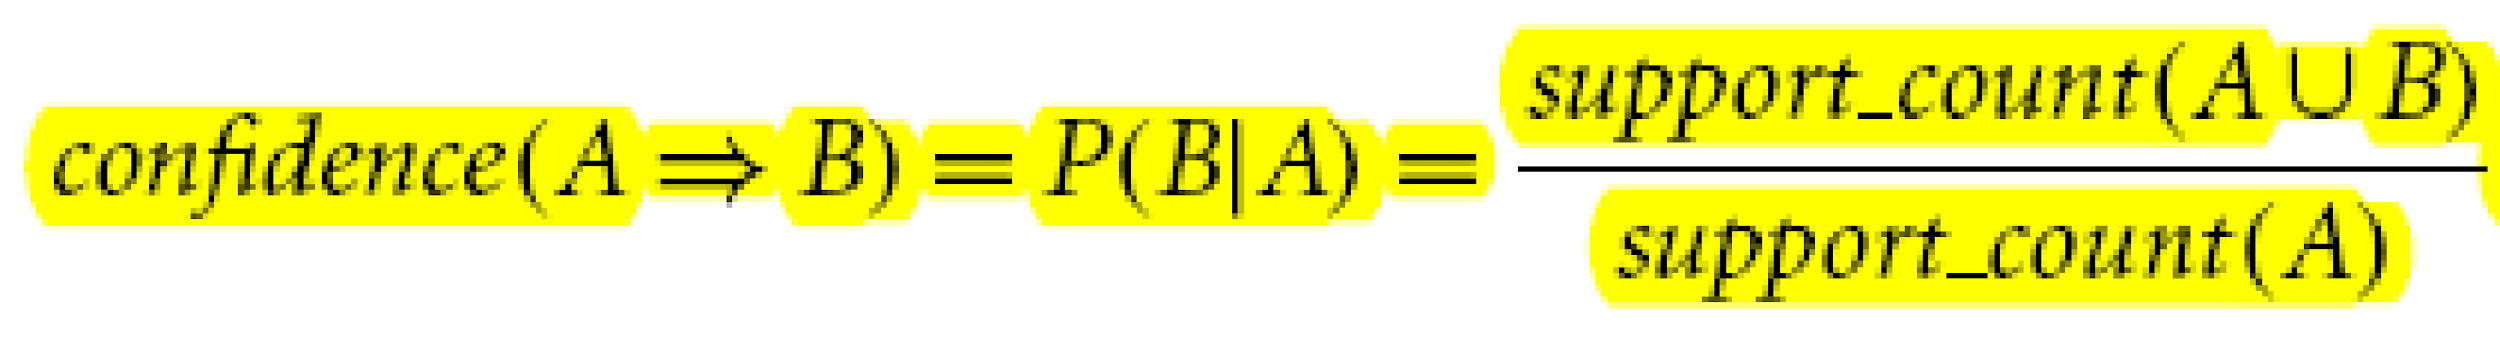 support_count(A∪B)
confidence(A ⇒ B) = P(B|A) =
support_count(A)